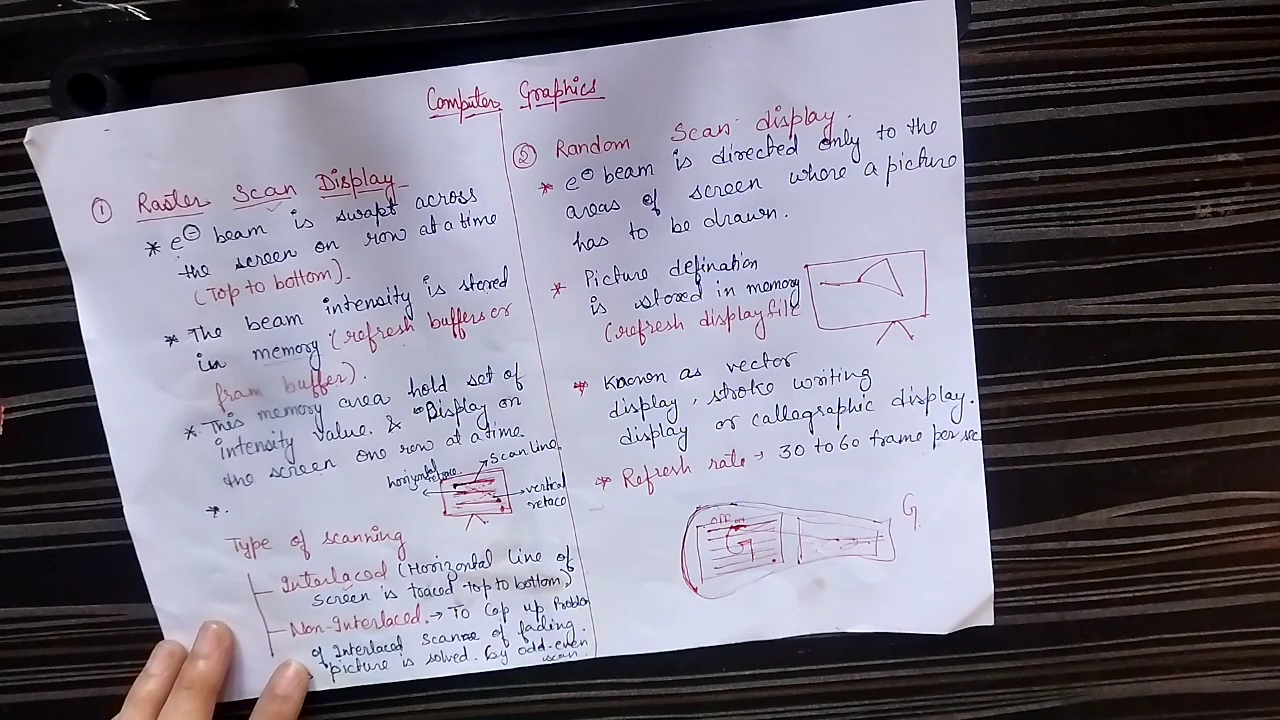 Computer Graphics
① Raster Scan Display
* e⊖ beam is swapt across
the screen on row at a time
(Top to bottom).
* The beam intensity is stored
in memory (refresh buffers or
fram buffer).
*. This memory area hold set of
intensity value. & Display on
the screen one row at a time.
horizontal retrace
scan line
vertical
retace
*.
Type of scanning
Interlaced (Horizontal line of
screen is traced top to bottom)
Non-Interlaced. → To Cop up Problem
of Interlaced scanne of fading.
picture is solved. by odd-even
scan
② Random Scan display.
* e⊖ beam is directed only to the
areas of screen where a picture
has to be drawn.
* Picture defination
is stored in memory
(refresh display file
* Known as vector
display, stroke writing
display or callographic display.
* Refresh rate → 30 to 60 frame per sec
G.
G